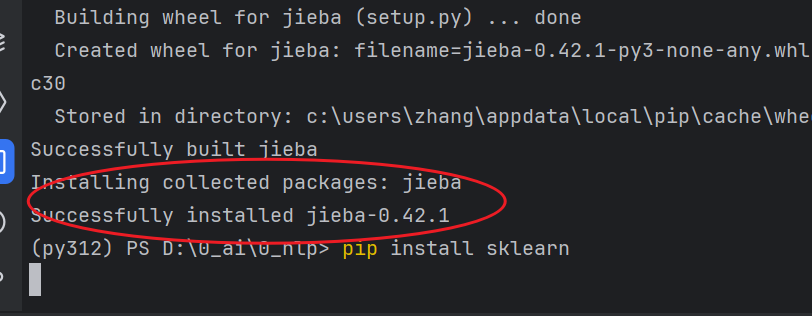 Building wheel for jieba (setup.py) ... done
Created wheel for jieba: filename=jieba-0.42.1-py3-none-any.whl
c30
Stored in directory: c:\users\zhang\appdata\local\pip\cache\whee
Successfully built jieba
Installing collected packages: jieba
Successfully installed jieba-0.42.1
(py312) PS D:\0_ai\0_nlp> pip install sklearn